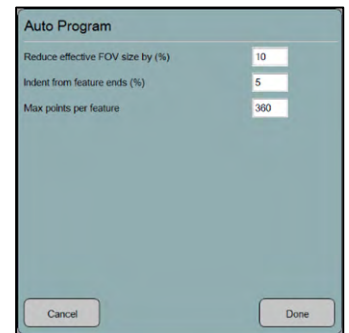 Auto Program
Reduce effective FOV size by (%) 10
Indent from feature ends (%) 5
Max points per feature 360
Cancel Done